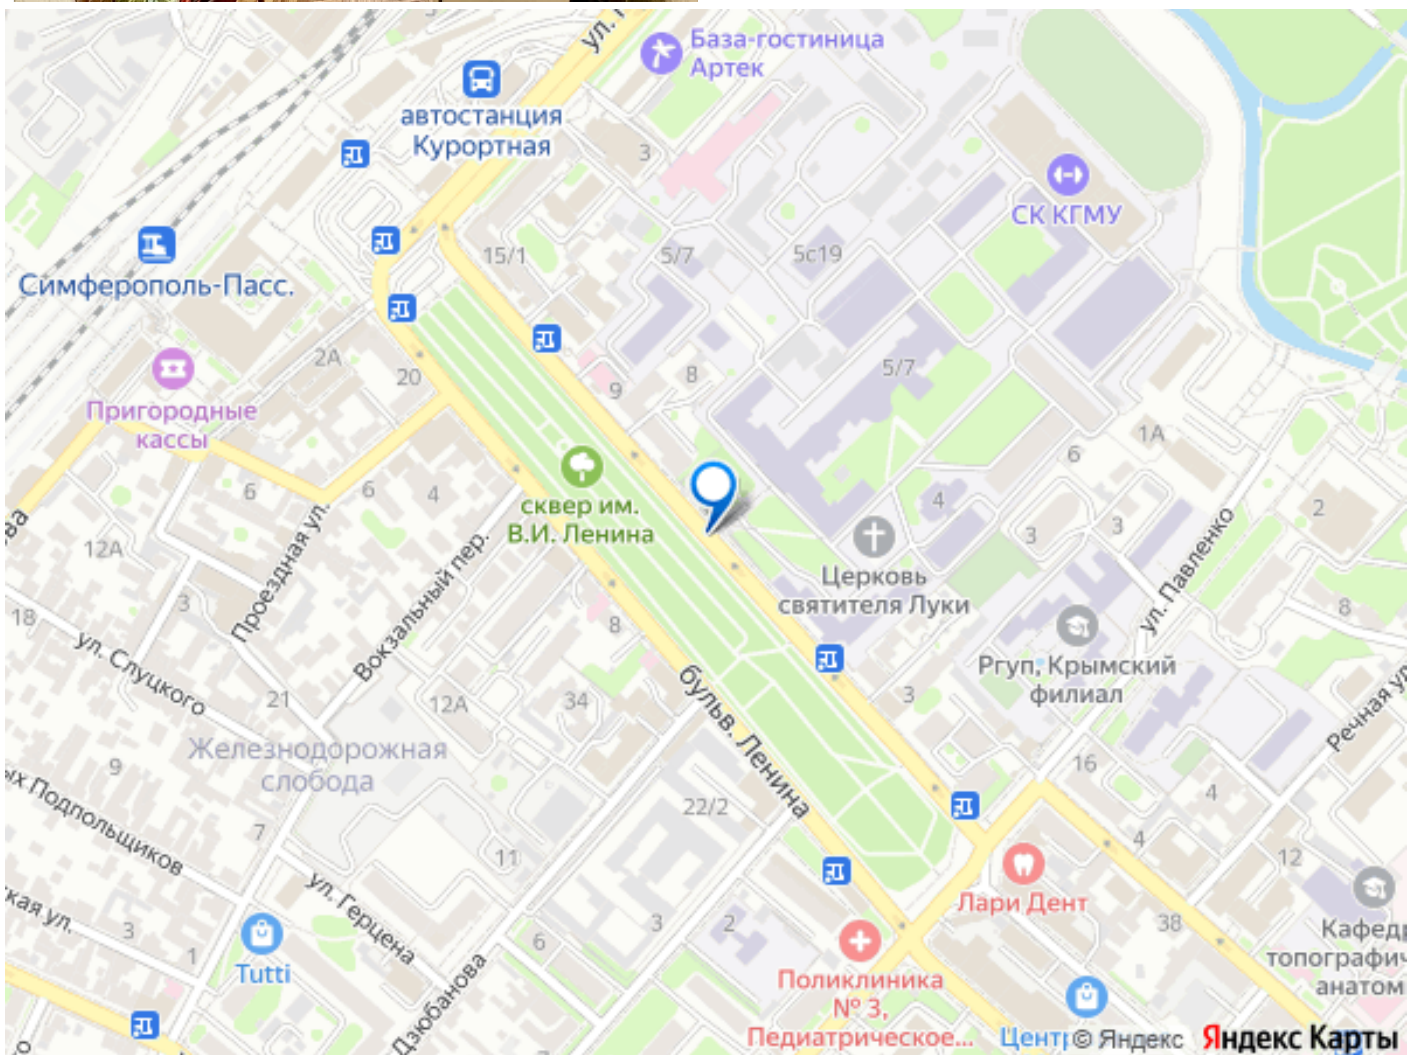 ул.
База-гостиница
Артек
автостанция
Курортная
3
СК КГМУ
15/1
5/7
5с19
Симферополь-Пасс.
2А
20
9
8
5/7
Пригородные
кассы
1А
6
6
6
4
сквер им.
В.И. Ленина
4
2
3
3
12А
Проездная ул.
Вокзальный пер.
Церковь
святителя Луки
ул. Павленко
3
18
8
8
ул. Слуцкого
21
12А
34
бульв. Ленина
3
Ргуп, Крымский
филиал
Речная ул.
Железнодорожная
слобода
9
16
22/2
4
Подпольщиков
7
11
4
12
ул. Герцена
Лари Дент
3
1
6
3
2
38
Tutti
Дзюбанова
Поликлиника
№ 3,
Педиатрическое...
Кафед
топографич
анатом
Цент
© Яндекс
Яндекс Карты